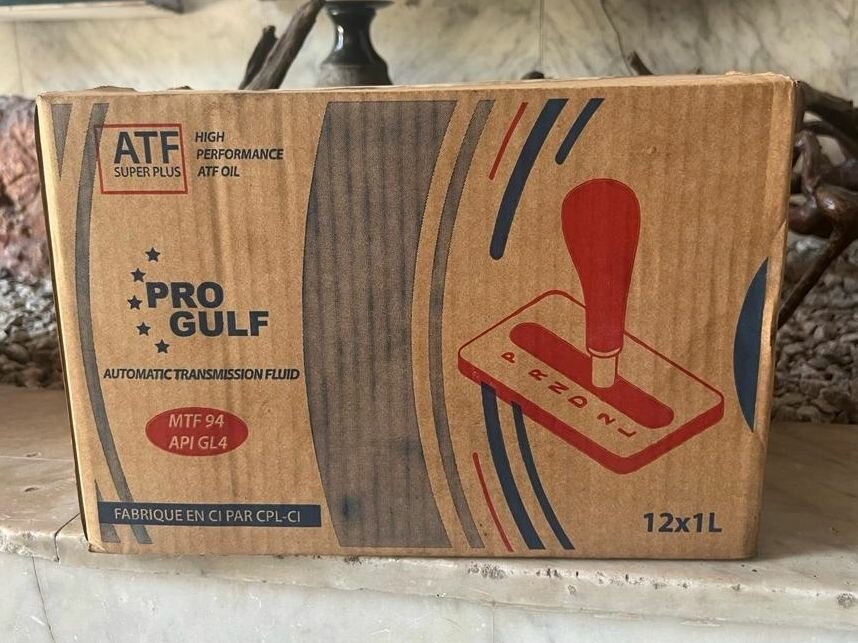 ATF
SUPER PLUS
HIGH
PERFORMANCE
ATF OIL
PRO
GULF
AUTOMATIC TRANSMISSION FLUID
MTF 94
API GL4
FABRIQUE EN CI PAR CPL-CI
P R N D 2 L
12x1L